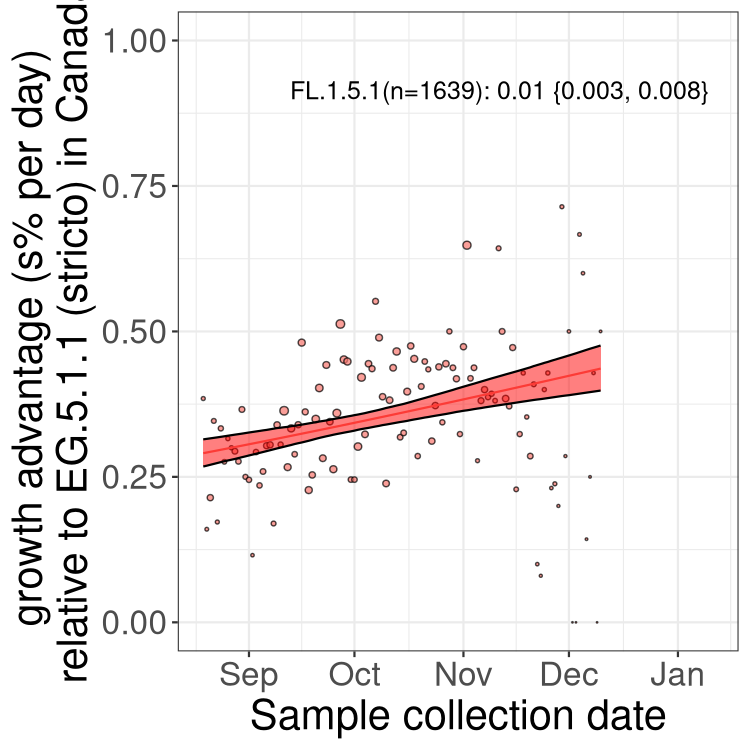 growth advantage (s% per day)
relative to EG.5.1.1 (stricto) in Canada
1.00
0.75
0.50
0.25
0.00
FL.1.5.1(n=1639): 0.01 {0.003, 0.008}
Sep Oct Nov Dec Jan
Sample collection date